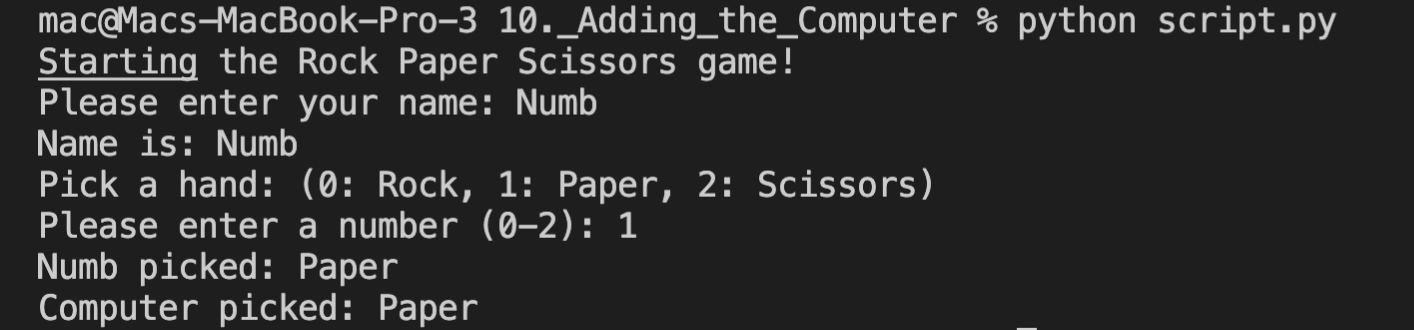 mac@Macs-MacBook-Pro-3 10._Adding_the_Computer % python script.py
Starting the Rock Paper Scissors game!
Please enter your name: Numb
Name is: Numb
Pick a hand: (0: Rock, 1: Paper, 2: Scissors)
Please enter a number (0-2): 1
Numb picked: Paper
Computer picked: Paper